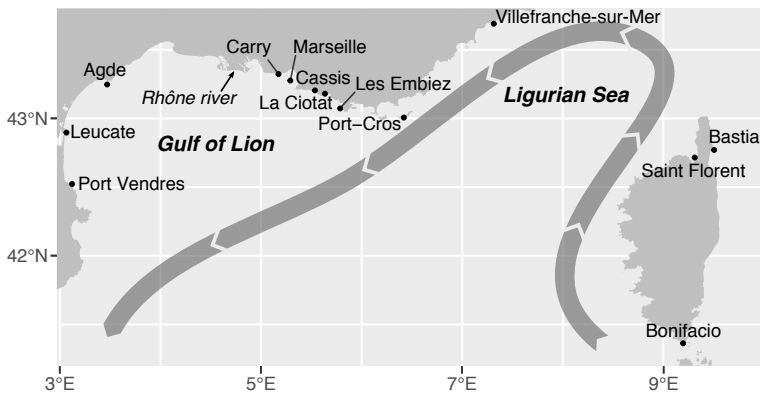 Villefranche-sur-Mer
Carry
Marseille
Agde
Cassis
Les Embiez
Rhône river
La Ciotat
Ligurian Sea
43°N
Port−Cros
Leucate
Gulf of Lion
Bastia
Saint Florent
Port Vendres
42°N
Bonifacio
3°E
5°E
7°E
9°E